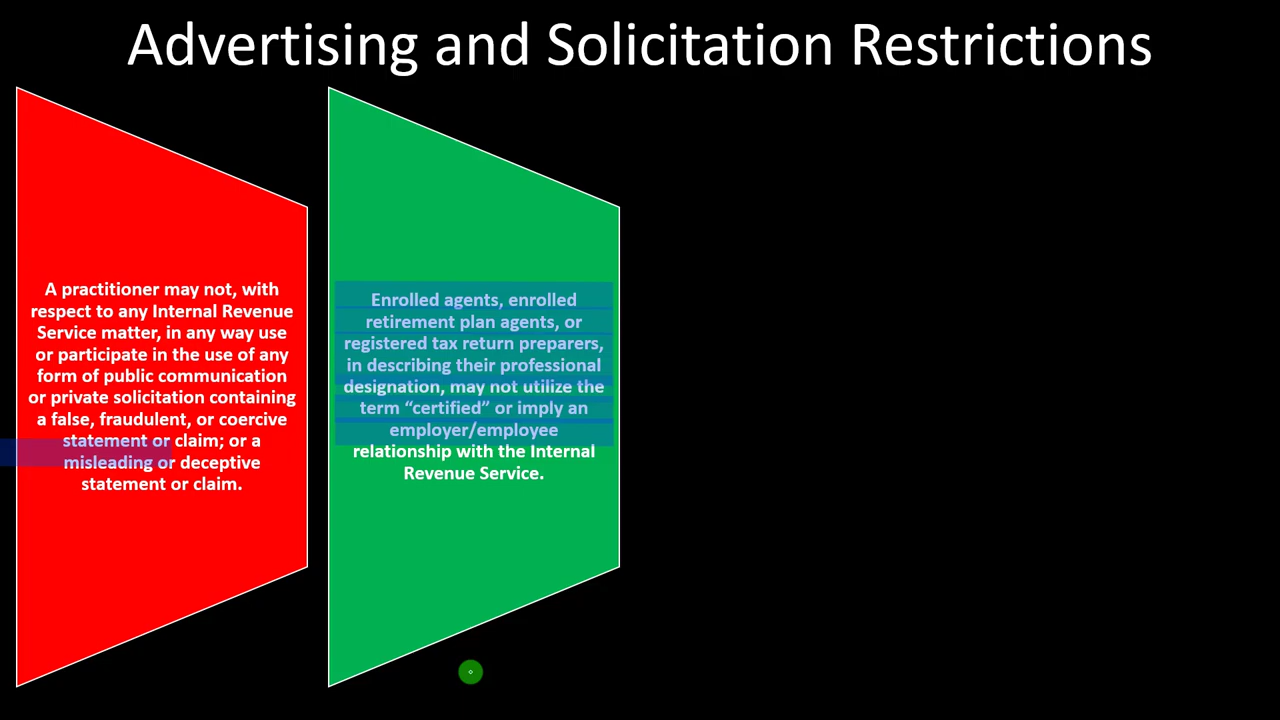 Advertising and Solicitation Restrictions
A practitioner may not, with
respect to any Internal Revenue
Service matter, in any way use
or participate in the use of any
form of public communication
or private solicitation containing
a false, fraudulent, or coercive
statement or claim; or a
misleading or deceptive
statement or claim.
Enrolled agents, enrolled
retirement plan agents, or
registered tax return preparers,
in describing their professional
designation, may not utilize the
term “certified” or imply an
employer/employee
relationship with the Internal
Revenue Service.